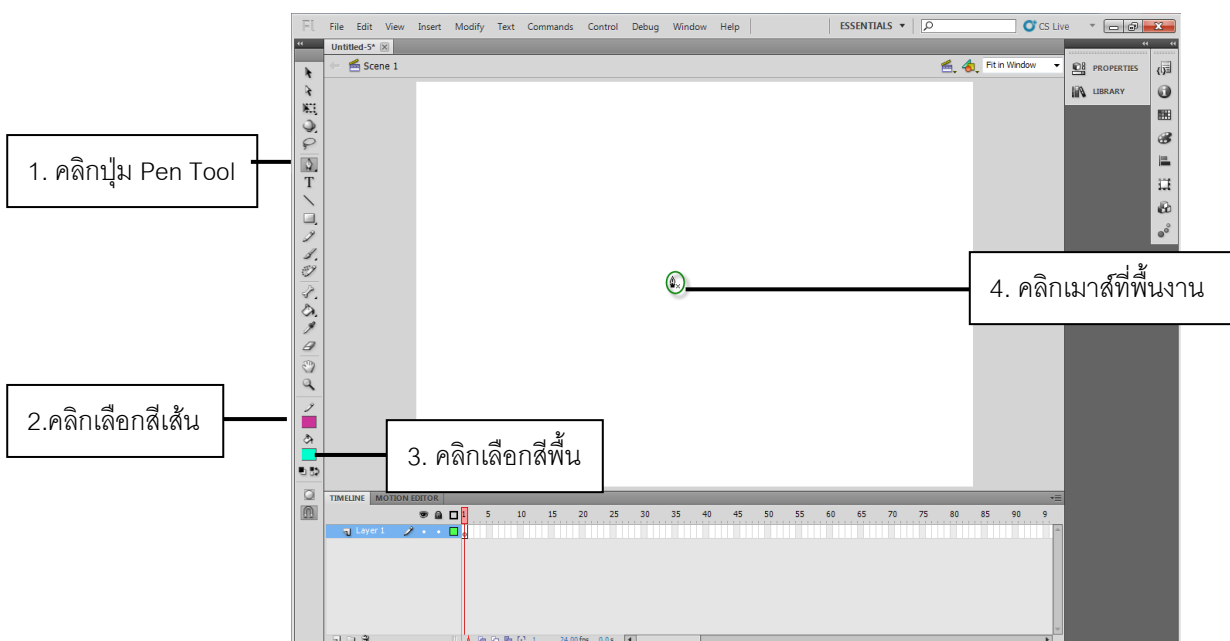 Fl File Edit View Insert Modify Text Commands Control Debug Window Help ESSENTIALS CS Live
Untitled-5*
Scene 1 Fit in Window
PROPERTIES
LIBRARY
1. คลิกปุ่ม Pen Tool
T
4. คลิกเมาส์ที่พื้นงาน
2.คลิกเลือกสีเส้น
3. คลิกเลือกสีพื้น
TIMELINE MOTION EDITOR
1 5 10 15 20 25 30 35 40 45 50 55 60 65 70 75 80 85 90 9
Layer 1
1 24.00 fps 0.0 s